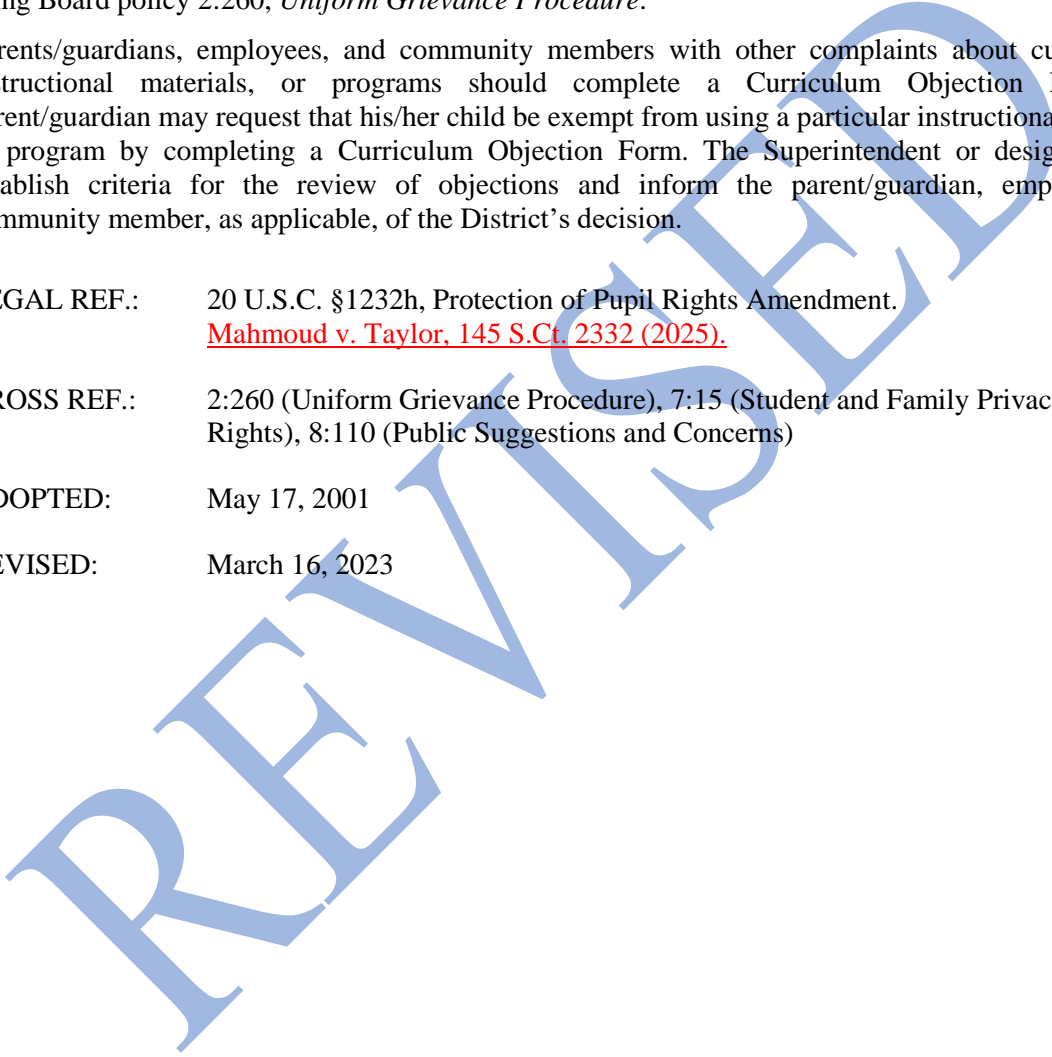 ng Board policy 2:260, Uniform Grievance Procedure.
rents/guardians, employees, and community members with other complaints about cu
structional materials, or programs should complete a Curriculum Objection
rent/guardian may request that his/her child be exempt from using a particular instructiona
program by completing a Curriculum Objection Form. The Superintendent or desig
ablish criteria for the review of objections and inform the parent/guardian, emp
mmunity member, as applicable, of the District’s decision.
EGAL REF.: 20 U.S.C. §1232h, Protection of Pupil Rights Amendment.
Mahmoud v. Taylor, 145 S.Ct. 2332 (2025).
ROSS REF.: 2:260 (Uniform Grievance Procedure), 7:15 (Student and Family Privac
Rights), 8:110 (Public Suggestions and Concerns)
DOPTED: May 17, 2001
EVISED: March 16, 2023
REVISED